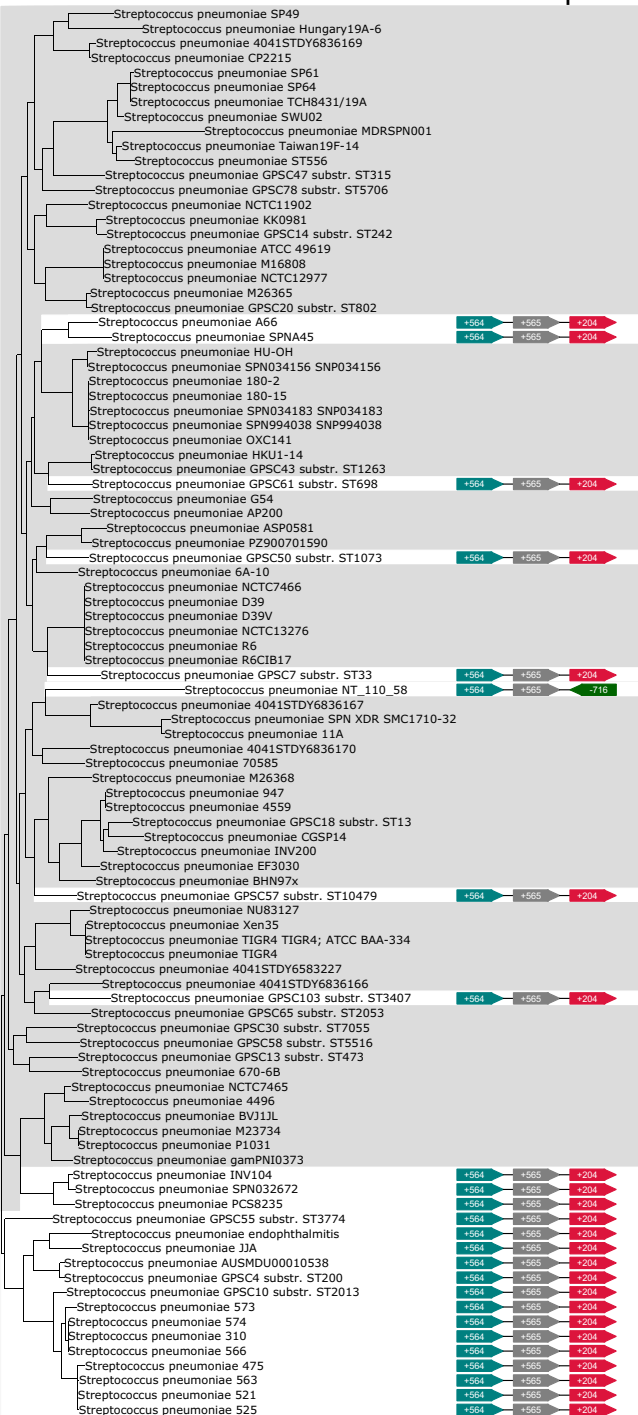 Streptococcus pneumoniae SP49
Streptococcus pneumoniae Hungary19A-6
Streptococcus pneumoniae 4041STDY6836169
Streptococcus pneumoniae CP2215
Streptococcus pneumoniae SP61
Streptococcus pneumoniae SP64
Streptococcus pneumoniae TCH8431/19A
Streptococcus pneumoniae SWU02
Streptococcus pneumoniae MDRSPN001
Streptococcus pneumoniae Taiwan19F-14
Streptococcus pneumoniae ST556
Streptococcus pneumoniae GPSC47 substr. ST315
Streptococcus pneumoniae GPSC78 substr. ST5706
Streptococcus pneumoniae NCTC11902
Streptococcus pneumoniae KK0981
Streptococcus pneumoniae GPSC14 substr. ST242
Streptococcus pneumoniae ATCC 49619
Streptococcus pneumoniae M16808
Streptococcus pneumoniae NCTC12977
Streptococcus pneumoniae M26365
Streptococcus pneumoniae GPSC20 substr. ST802
Streptococcus pneumoniae A66 +564 +565 +204
Streptococcus pneumoniae SPNA45 +564 +565 +204
Streptococcus pneumoniae HU-OH
Streptococcus pneumoniae SPN034156 SNP034156
Streptococcus pneumoniae 180-2
Streptococcus pneumoniae 180-15
Streptococcus pneumoniae SPN034183 SNP034183
Streptococcus pneumoniae SPN994038 SNP994038
Streptococcus pneumoniae OXC141
Streptococcus pneumoniae HKU1-14
Streptococcus pneumoniae GPSC43 substr. ST1263
Streptococcus pneumoniae GPSC61 substr. ST698 +564 +565 +204
Streptococcus pneumoniae G54
Streptococcus pneumoniae AP200
Streptococcus pneumoniae ASP0581
Streptococcus pneumoniae PZ900701590
Streptococcus pneumoniae GPSC50 substr. ST1073 +564 +565 +204
Streptococcus pneumoniae 6A-10
Streptococcus pneumoniae NCTC7466
Streptococcus pneumoniae D39
Streptococcus pneumoniae D39V
Streptococcus pneumoniae NCTC13276
Streptococcus pneumoniae R6
Streptococcus pneumoniae R6CIB17
Streptococcus pneumoniae GPSC7 substr. ST33 +564 +565 +204
Streptococcus pneumoniae NT_110_58 +564 +565 -716
Streptococcus pneumoniae 4041STDY6836167
Streptococcus pneumoniae SPN XDR SMC1710-32
Streptococcus pneumoniae 11A
Streptococcus pneumoniae 4041STDY6836170
Streptococcus pneumoniae 70585
Streptococcus pneumoniae M26368
Streptococcus pneumoniae 947
Streptococcus pneumoniae 4559
Streptococcus pneumoniae GPSC18 substr. ST13
Streptococcus pneumoniae CGSP14
Streptococcus pneumoniae INV200
Streptococcus pneumoniae EF3030
Streptococcus pneumoniae BHN97x
Streptococcus pneumoniae GPSC57 substr. ST10479 +564 +565 +204
Streptococcus pneumoniae NU83127
Streptococcus pneumoniae Xen35
Streptococcus pneumoniae TIGR4 TIGR4; ATCC BAA-334
Streptococcus pneumoniae TIGR4
Streptococcus pneumoniae 4041STDY6583227
Streptococcus pneumoniae 4041STDY6836166
Streptococcus pneumoniae GPSC103 substr. ST3407 +564 +565 +204
Streptococcus pneumoniae GPSC65 substr. ST2053
Streptococcus pneumoniae GPSC30 substr. ST7055
Streptococcus pneumoniae GPSC58 substr. ST5516
Streptococcus pneumoniae GPSC13 substr. ST473
Streptococcus pneumoniae 670-6B
Streptococcus pneumoniae NCTC7465
Streptococcus pneumoniae 4496
Streptococcus pneumoniae BVJ1JL
Streptococcus pneumoniae M23734
Streptococcus pneumoniae P1031
Streptococcus pneumoniae gamPNI0373
Streptococcus pneumoniae INV104 +564 +565 +204
Streptococcus pneumoniae SPN032672 +564 +565 +204
Streptococcus pneumoniae PCS8235 +564 +565 +204
Streptococcus pneumoniae GPSC55 substr. ST3774 +564 +565 +204
Streptococcus pneumoniae endophthalmitis +564 +565 +204
Streptococcus pneumoniae JJA +564 +565 +204
Streptococcus pneumoniae AUSMDU00010538 +564 +565 +204
Streptococcus pneumoniae GPSC4 substr. ST200 +564 +565 +204
Streptococcus pneumoniae GPSC10 substr. ST2013 +564 +565 +204
Streptococcus pneumoniae 573 +564 +565 +204
Streptococcus pneumoniae 574 +564 +565 +204
Streptococcus pneumoniae 310 +564 +565 +204
Streptococcus pneumoniae 566 +564 +565 +204
Streptococcus pneumoniae 475 +564 +565 +204
Streptococcus pneumoniae 563 +564 +565 +204
Streptococcus pneumoniae 521 +564 +565 +204
Streptococcus pneumoniae 525 +564 +565 +204